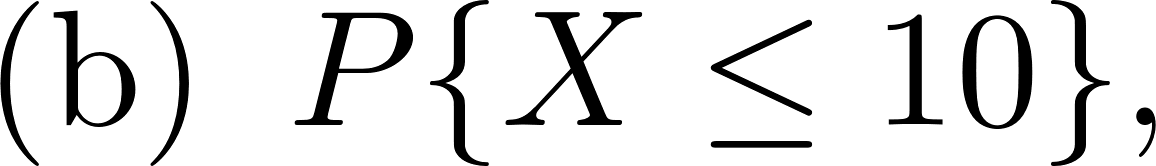 (b) P{X ≤ 10},